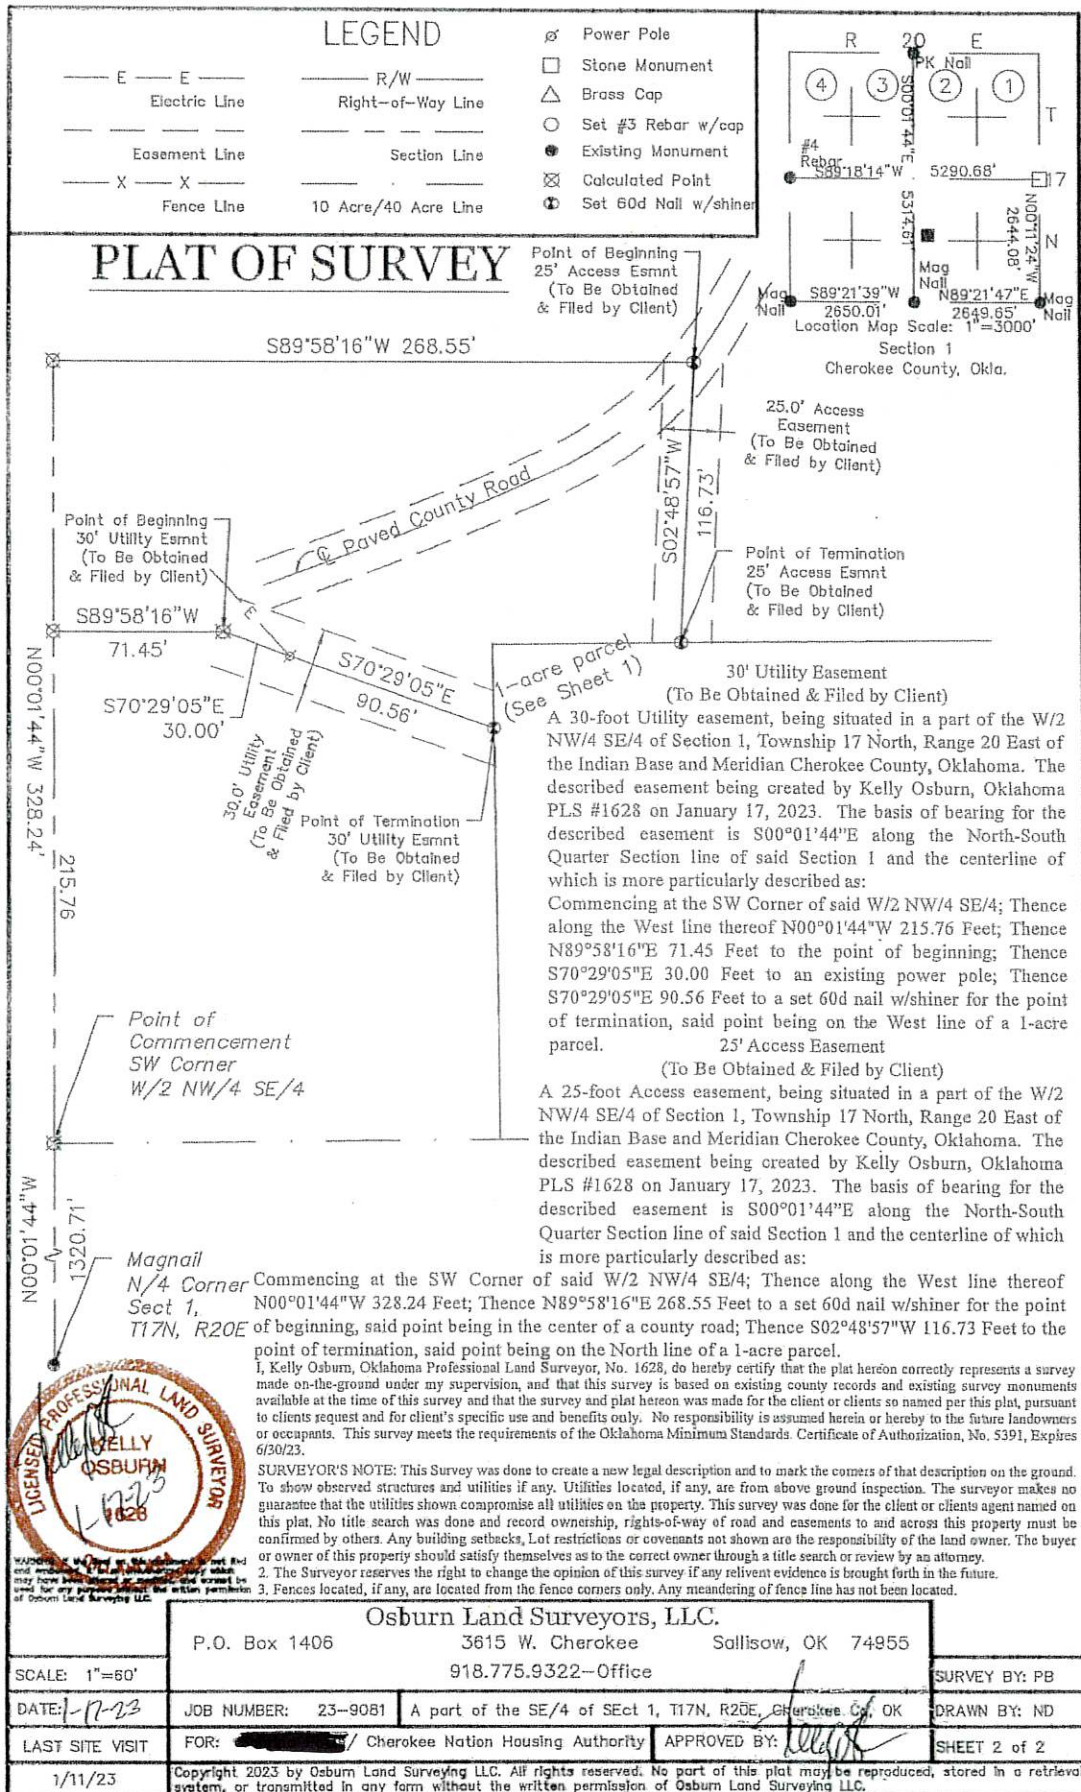 LEGEND
E E
Electric Line
R/W
Right-of-Way Line
Easement Line
Section Line
X X
Fence Line
10 Acre/40 Acre Line
Power Pole
Stone Monument
Brass Cap
Set #3 Rebar w/cap
Existing Monument
Calculated Point
Set 60d Nail w/shiner
R 20 E
PK Nail
4 3 2 1
T
17
N
#4
Rebar
S89°18'14"W 5290.68'
S00°01'44"E 5314.61'
N00°11'24"W
2644.08'
Mag
Nail
Mag
Nail
S89°21'39"W
2650.01'
N89°21'47"E
2649.65'
Mag
Nail
Location Map Scale: 1"=3000'
Section 1
Cherokee County, Okla.
PLAT OF SURVEY
Point of Beginning
25' Access Esmnt
(To Be Obtained
& Filed by Client)
S89°58'16"W 268.55'
25.0' Access
Easement
(To Be Obtained
& Filed by Client)
S02°48'57"W
116.73'
℄ Paved County Road
Point of Beginning
30' Utility Esmnt
(To Be Obtained
& Filed by Client)
E
Point of Termination
25' Access Esmnt
(To Be Obtained
& Filed by Client)
S89°58'16"W
71.45'
S70°29'05"E
90.56'
1-acre parcel
(See Sheet 1)
S70°29'05"E
30.00'
30.0' Utility
Easement
(To Be Obtained
& Filed by Client)
Point of Termination
30' Utility Esmnt
(To Be Obtained
& Filed by Client)
N00°01'44"W 328.24'
215.76
30' Utility Easement
(To Be Obtained & Filed by Client)
A 30-foot Utility easement, being situated in a part of the W/2
NW/4 SE/4 of Section 1, Township 17 North, Range 20 East of
the Indian Base and Meridian Cherokee County, Oklahoma. The
described easement being created by Kelly Osburn, Oklahoma
PLS #1628 on January 17, 2023. The basis of bearing for the
described easement is S00°01'44"E along the North-South
Quarter Section line of said Section 1 and the centerline of
which is more particularly described as:
Commencing at the SW Corner of said W/2 NW/4 SE/4; Thence
along the West line thereof N00°01'44"W 215.76 Feet; Thence
N89°58'16"E 71.45 Feet to the point of beginning; Thence
S70°29'05"E 30.00 Feet to an existing power pole; Thence
S70°29'05"E 90.56 Feet to a set 60d nail w/shiner for the point
of termination, said point being on the West line of a 1-acre
parcel.
25' Access Easement
(To Be Obtained & Filed by Client)
A 25-foot Access easement, being situated in a part of the W/2
NW/4 SE/4 of Section 1, Township 17 North, Range 20 East of
the Indian Base and Meridian Cherokee County, Oklahoma. The
described easement being created by Kelly Osburn, Oklahoma
PLS #1628 on January 17, 2023. The basis of bearing for the
described easement is S00°01'44"E along the North-South
Quarter Section line of said Section 1 and the centerline of which
is more particularly described as:
Commencing at the SW Corner of said W/2 NW/4 SE/4; Thence along the West line thereof
N00°01'44"W 328.24 Feet; Thence N89°58'16"E 268.55 Feet to a set 60d nail w/shiner for the point
of beginning, said point being in the center of a county road; Thence S02°48'57"W 116.73 Feet to the
point of termination, said point being on the North line of a 1-acre parcel.
Point of
Commencement
SW Corner
W/2 NW/4 SE/4
N00°01'44"W
1320.71'
Magnail
N/4 Corner
Sect 1,
T17N, R20E
I, Kelly Osburn, Oklahoma Professional Land Surveyor, No. 1628, do hereby certify that the plat hereon correctly represents a survey
made on-the-ground under my supervision, and that this survey is based on existing county records and existing survey monuments
available at the time of this survey and that the survey and plat hereon was made for the client or clients so named per this plat, pursuant
to clients request and for client's specific use and benefits only. No responsibility is assumed herein or hereby to the future landowners
or occupants. This survey meets the requirements of the Oklahoma Minimum Standards. Certificate of Authorization, No. 5391, Expires
6/30/23.
SURVEYOR'S NOTE: This Survey was done to create a new legal description and to mark the corners of that description on the ground.
To show observed structures and utilities if any. Utilities located, if any, are from above ground inspection. The surveyor makes no
guarantee that the utilities shown compromise all utilities on the property. This survey was done for the client or clients agent named on
this plat. No title search was done and record ownership, rights-of-way of road and easements to and across this property must be
confirmed by others. Any building setbacks, Lot restrictions or covenants not shown are the responsibility of the land owner. The buyer
or owner of this property should satisfy themselves as to the correct owner through a title search or review by an attorney.
2. The Surveyor reserves the right to change the opinion of this survey if any relivent evidence is brought forth in the future.
3. Fences located, if any, are located from the fence corners only. Any meandering of fence line has not been located.
LICENSED PROFESSIONAL LAND SURVEYOR
KELLY
OSBURN
1-17-23
1628
of Osburn Land Surveying LLC.
Osburn Land Surveyors, LLC.
P.O. Box 1406 3615 W. Cherokee Sallisaw, OK 74955
918.775.9322-Office
SCALE: 1"=60'
SURVEY BY: PB
DATE: 1-17-23
JOB NUMBER: 23-9081
A part of the SE/4 of SEct 1, T17N, R20E, Cherokee Co. OK
DRAWN BY: ND
LAST SITE VISIT
FOR: / Cherokee Nation Housing Authority
APPROVED BY:
SHEET 2 of 2
1/11/23
Copyright 2023 by Osburn Land Surveying LLC. All rights reserved. No part of this plat may be reproduced, stored in a retrieval
system, or transmitted in any form without the written permission of Osburn Land Surveying LLC.